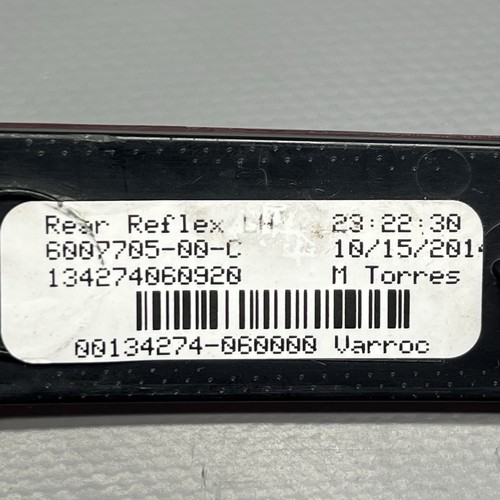 Rear Reflex LH 23:22:30
6007705-00-C 10/15/2014
134274060920 M Torres
00134274-060000 Varroc